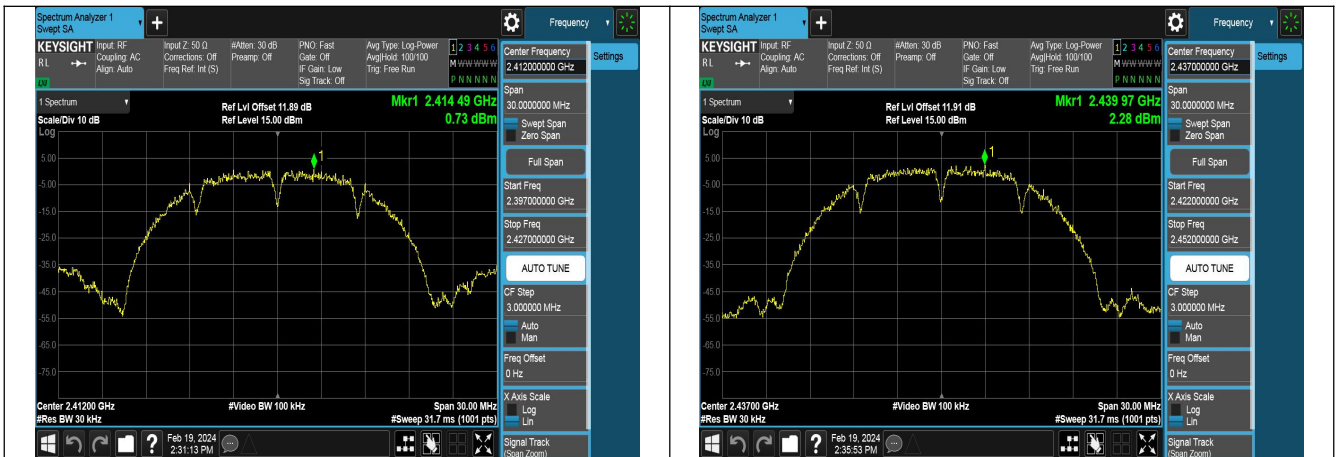 Spectrum Analyzer 1
Swept SA
Frequency
KEYSIGHT
Input: RF
Input Z: 50 Ω
#Atten: 30 dB
PNO: Fast
Avg Type: Log-Power
1 2 3 4 5 6
RL
Coupling: AC
Corrections: Off
Preamp: Off
Gate: Off
Avg|Hold: 100/100
M W W W W W
Align: Auto
Freq Ref: Int (S)
IF Gain: Low
Trig: Free Run
Sig Track: Off
P N N N N N
LXI
1 Spectrum
Ref Lvl Offset 11.89 dB
Mkr1 2.414 49 GHz
Scale/Div 10 dB
Ref Level 15.00 dBm
0.73 dBm
Log
1
5.00
-5.00
-15.0
-25.0
-35.0
-45.0
-55.0
-65.0
-75.0
Center 2.41200 GHz
#Video BW 100 kHz
Span 30.00 MHz
#Res BW 30 kHz
#Sweep 31.7 ms (1001 pts)
Feb 19, 2024
2:31:13 PM
Center Frequency
2.412000000 GHz
Settings
Span
30.0000000 MHz
Swept Span
Zero Span
Full Span
Start Freq
2.397000000 GHz
Stop Freq
2.427000000 GHz
AUTO TUNE
CF Step
3.000000 MHz
Auto
Man
Freq Offset
0 Hz
X Axis Scale
Log
Lin
Signal Track
(Span Zoom)
Spectrum Analyzer 1
Swept SA
Frequency
KEYSIGHT
Input: RF
Input Z: 50 Ω
#Atten: 30 dB
PNO: Fast
Avg Type: Log-Power
1 2 3 4 5 6
RL
Coupling: AC
Corrections: Off
Preamp: Off
Gate: Off
Avg|Hold: 100/100
M W W W W W
Align: Auto
Freq Ref: Int (S)
IF Gain: Low
Trig: Free Run
Sig Track: Off
P N N N N N
LXI
1 Spectrum
Ref Lvl Offset 11.91 dB
Mkr1 2.439 97 GHz
Scale/Div 10 dB
Ref Level 15.00 dBm
2.28 dBm
Log
1
5.00
-5.00
-15.0
-25.0
-35.0
-45.0
-55.0
-65.0
-75.0
Center 2.43700 GHz
#Video BW 100 kHz
Span 30.00 MHz
#Res BW 30 kHz
#Sweep 31.7 ms (1001 pts)
Feb 19, 2024
2:35:53 PM
Center Frequency
2.437000000 GHz
Settings
Span
30.0000000 MHz
Swept Span
Zero Span
Full Span
Start Freq
2.422000000 GHz
Stop Freq
2.452000000 GHz
AUTO TUNE
CF Step
3.000000 MHz
Auto
Man
Freq Offset
0 Hz
X Axis Scale
Log
Lin
Signal Track
(Span Zoom)